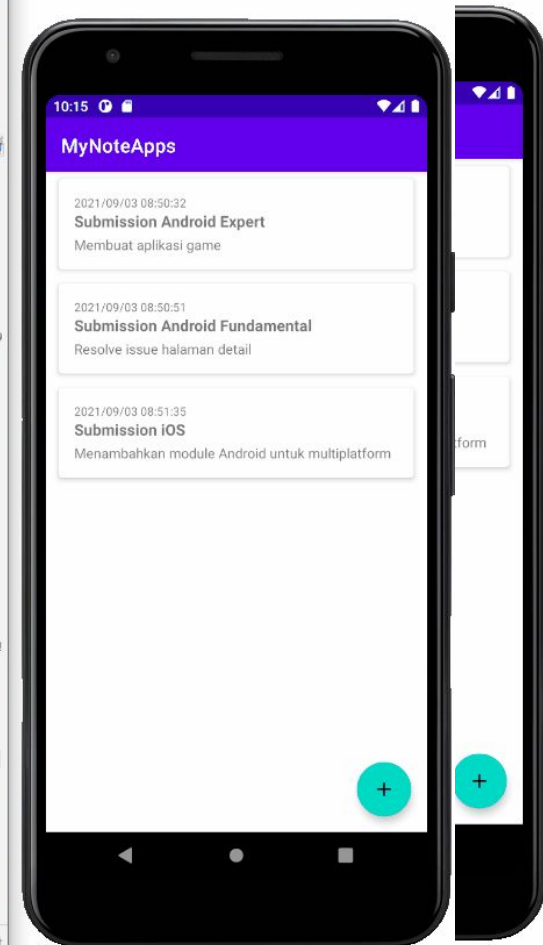 10:15
MyNoteApps
2021/09/03 08:50:32
Submission Android Expert
Membuat aplikasi game
2021/09/03 08:50:51
Submission Android Fundamental
Resolve issue halaman detail
2021/09/03 08:51:35
Submission iOS
Menambahkan module Android untuk multiplatform
+
tform
+